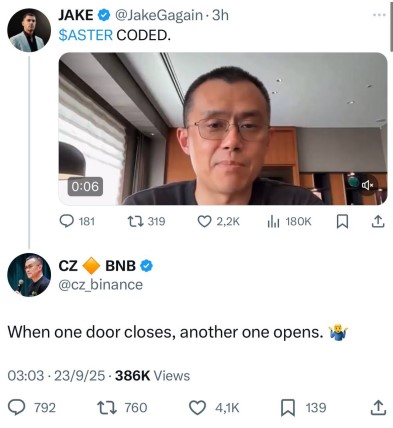 JAKE @JakeGagain · 3h
$ASTER CODED.
0:06
181 319 2,2K 180K
CZ 🔶 BNB
@cz_binance
When one door closes, another one opens. 🤷‍♂️
03:03 · 23/9/25 · 386K Views
792 760 4,1K 139